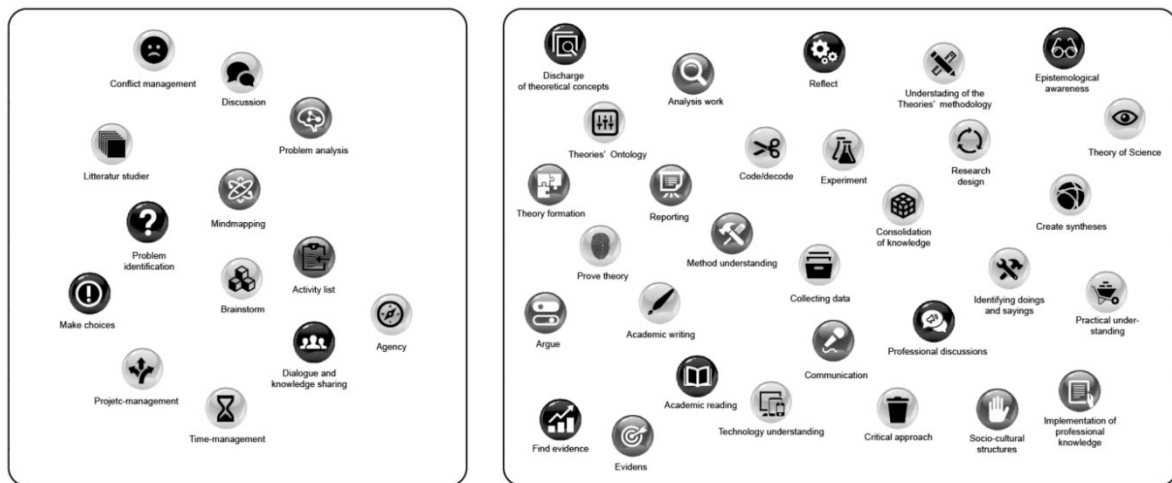 Conflict management
Discussion
Problem analysis
Litteratur studier
Mindmapping
Problem
identification
Activity list
Brainstorm
Make choices
Agency
Dialogue and
knowledge sharing
Projetc-management
Time-management
Discharge
of theoretical concepts
Analysis work
Reflect
Understading of the
Theories' methodology
Epistemological
awareness
Theories' Ontology
Code/decode
Experiment
Research
design
Theory of Science
Theory formation
Reporting
Consolidation
of knowledge
Create syntheses
Prove theory
Method understanding
Collecting data
Identifying doings
and sayings
Practical under-
standing
Argue
Academic writing
Professional discussions
Communication
Academic reading
Find evidence
Evidens
Technology understanding
Critical approach
Socio-cultural
structures
Implementation of
professional knowledge